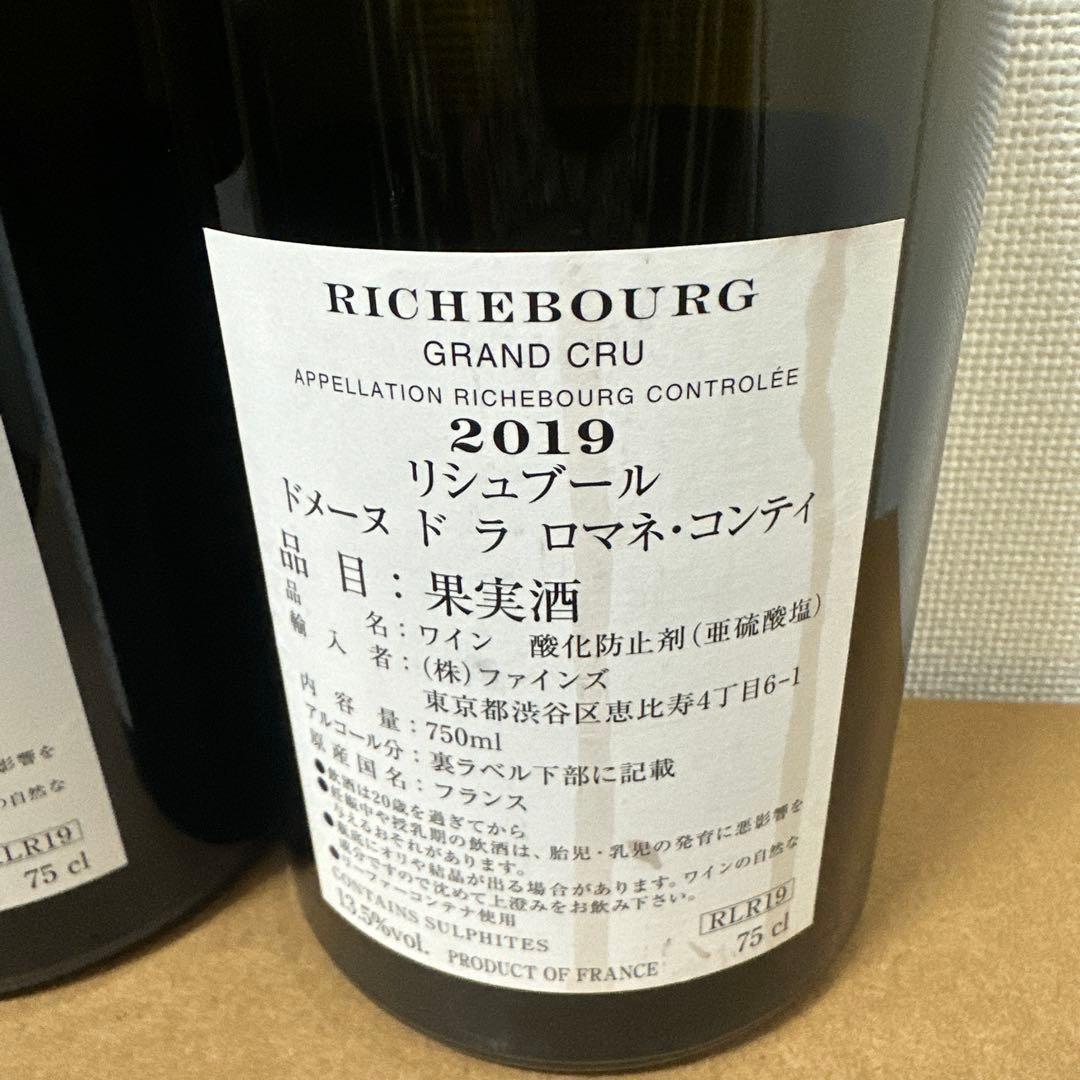 RICHEBOURG
GRAND CRU
APPELLATION RICHEBOURG CONTROLÉE
2019
リシュブール
ドメーヌ ド ラ ロマネ・コンティ
品 目：果実酒
品 名：ワイン 酸化防止剤(亜硫酸塩)
輸 入 者：(株)ファインズ
東京都渋谷区恵比寿4丁目6-1
内 容 量：750ml
アルコール分：裏ラベル下部に記載
原 産 国 名：フランス
●飲酒は20歳を過ぎてから
●妊娠中や授乳期の飲酒は、胎児・乳児の発育に悪影響を
与えるおそれがあります。
●瓶底にオリや結晶が出る場合があります。ワインの自然な
成分ですので沈めて上澄みをお飲み下さい。
●リーファーコンテナ使用
CONTAINS SULPHITES
13.5%vol.
PRODUCT OF FRANCE
RLR19
75 cl
影響を
の自然な
LR19
75 cl